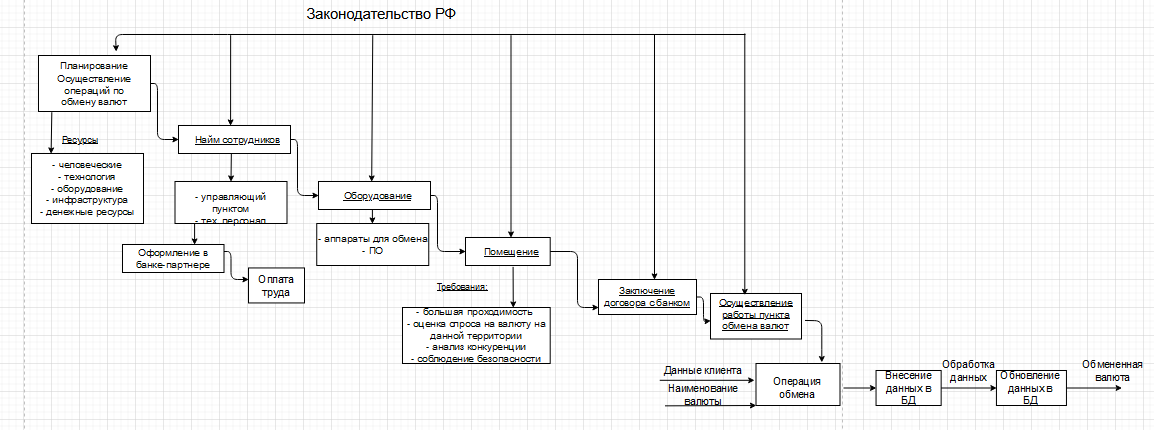 Законодательство РФ
Планирование
Осуществление
операций по
обмену валют
Ресурсы
- человеческие
- технология
- оборудование
- инфраструктура
- денежные ресурсы
Найм сотрудников
- управляющий
пунктом
- тех. персонал
Оформление в
банке-партнере
Оплата
труда
Оборудование
- аппараты для обмена
- ПО
Помещение
Требования:
- большая проходимость
- оценка спроса на валюту на
данной территории
- анализ конкуренции
- соблюдение безопасности
Заключение
договора с банком
Осуществление
работы пункта
обмена валют
Данные клиента
Наименование
валюты
Операция
обмена
Внесение
данных в
БД
Обработка
данных
Обновление
данных в
БД
Обмененная
валюта